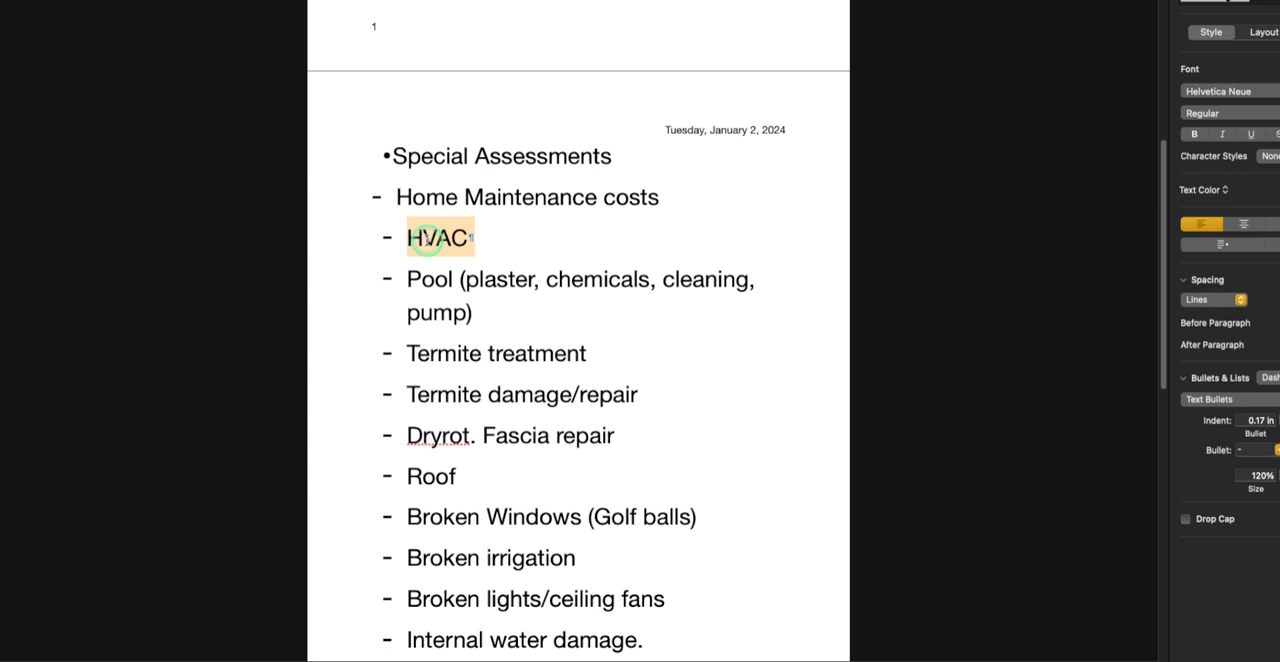 1
Style
Layout
Font
Helvetica Neue
Regular
B I U S
Tuesday, January 2, 2024
•Special Assessments
Character Styles
Text Color
- Home Maintenance costs
- HVAC¶
- Pool (plaster, chemicals, cleaning,
pump)
Spacing
Lines
Before Paragraph
After Paragraph
- Termite treatment
- Termite damage/repair
Bullets & Lists
Text Bullets
Indent: 0.17 in
Bullet
- Dryrot. Fascia repair
Bullet: -
- Roof
120%
Size
- Broken Windows (Golf balls)
Drop Cap
- Broken irrigation
- Broken lights/ceiling fans
- Internal water damage.